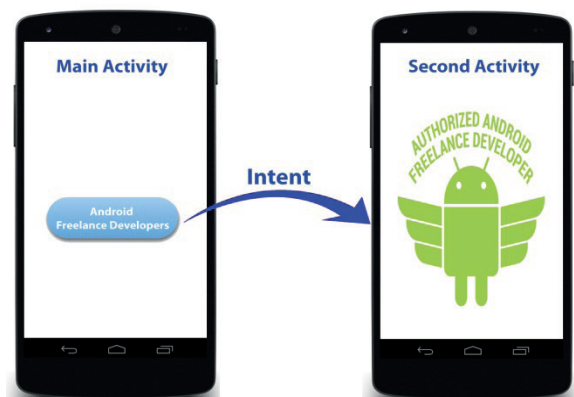 Main Activity
Android
Freelance Developers
Intent
Second Activity
AUTHORIZED ANDROID
FREELANCE DEVELOPER